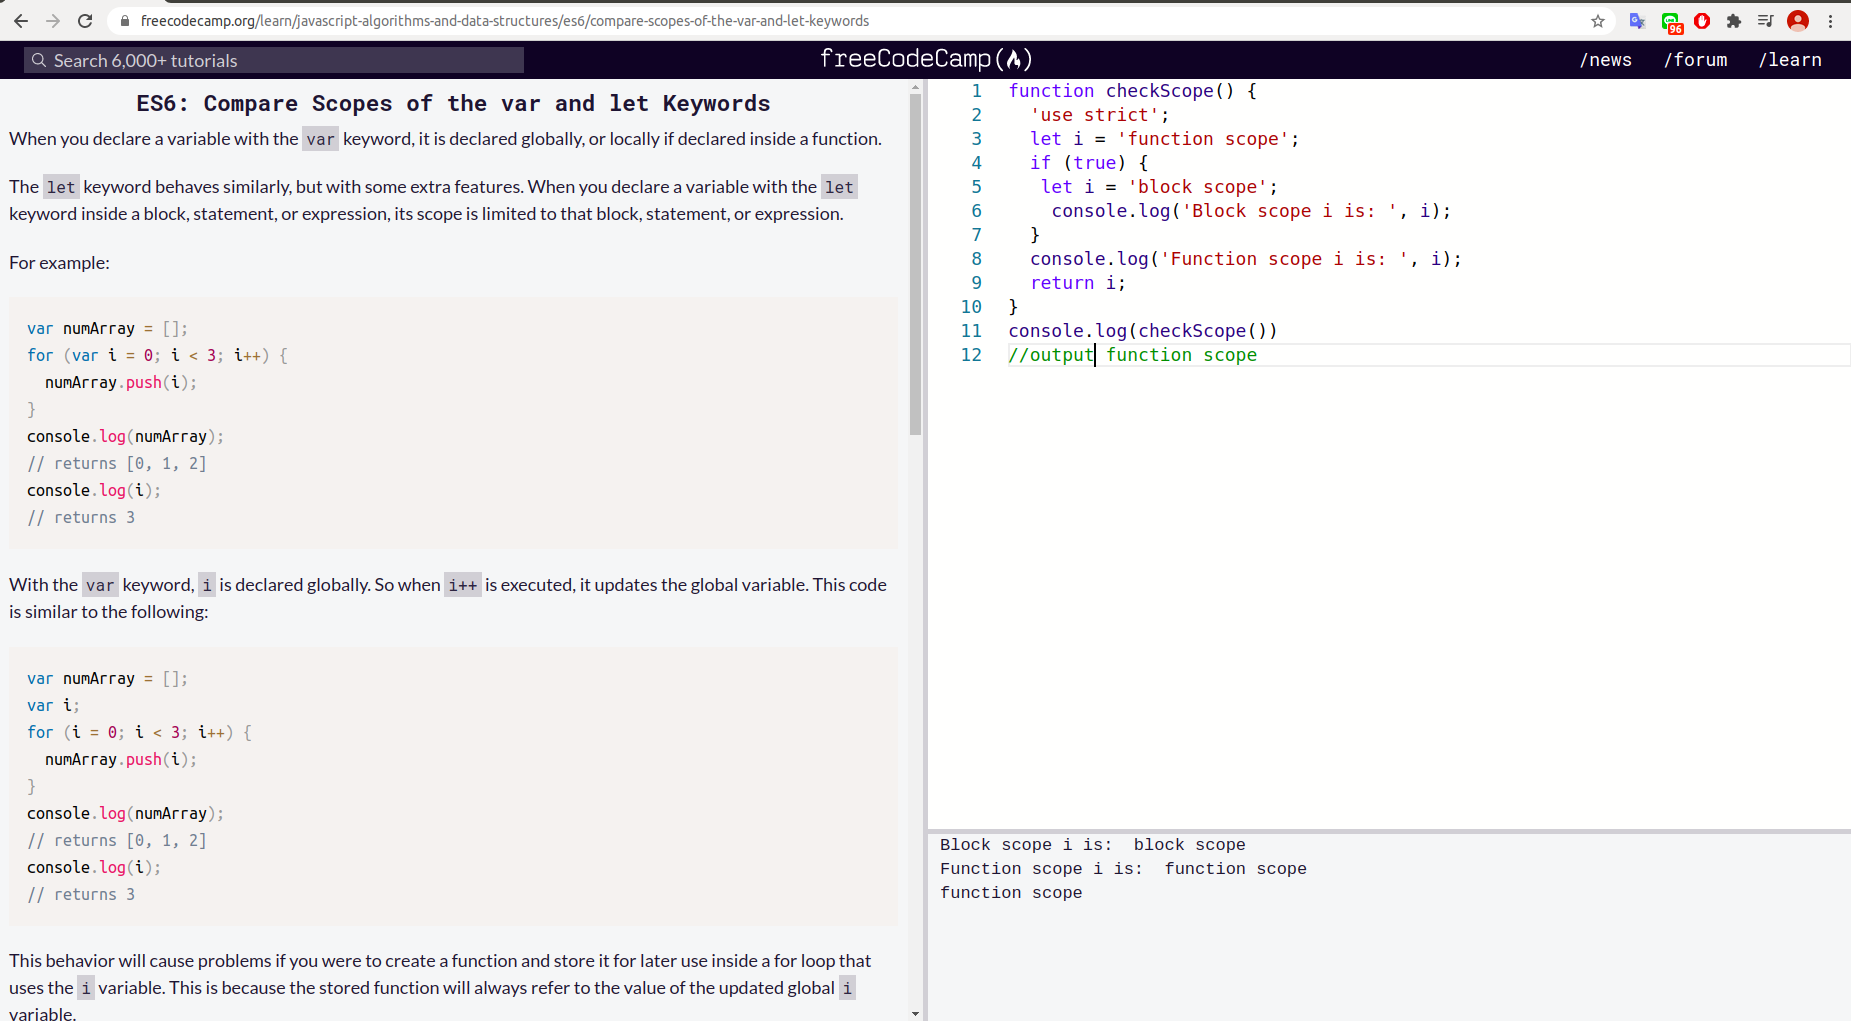 freecodecamp.org/learn/javascript-algorithms-and-data-structures/es6/compare-scopes-of-the-var-and-let-keywords
96
Search 6,000+ tutorials
freeCodeCamp
/news /forum /learn
ES6: Compare Scopes of the var and let Keywords
When you declare a variable with the var keyword, it is declared globally, or locally if declared inside a function.
The let keyword behaves similarly, but with some extra features. When you declare a variable with the let
keyword inside a block, statement, or expression, its scope is limited to that block, statement, or expression.
For example:
var numArray = [];
for (var i = 0; i < 3; i++) {
  numArray.push(i);
}
console.log(numArray);
// returns [0, 1, 2]
console.log(i);
// returns 3
With the var keyword, i is declared globally. So when i++ is executed, it updates the global variable. This code
is similar to the following:
var numArray = [];
var i;
for (i = 0; i < 3; i++) {
  numArray.push(i);
}
console.log(numArray);
// returns [0, 1, 2]
console.log(i);
// returns 3
This behavior will cause problems if you were to create a function and store it for later use inside a for loop that
uses the i variable. This is because the stored function will always refer to the value of the updated global i
variable.
1 function checkScope() {
2   'use strict';
3   let i = 'function scope';
4   if (true) {
5    let i = 'block scope';
6     console.log('Block scope i is: ', i);
7   }
8   console.log('Function scope i is: ', i);
9   return i;
10 }
11 console.log(checkScope())
12 //output function scope
Block scope i is:  block scope
Function scope i is:  function scope
function scope